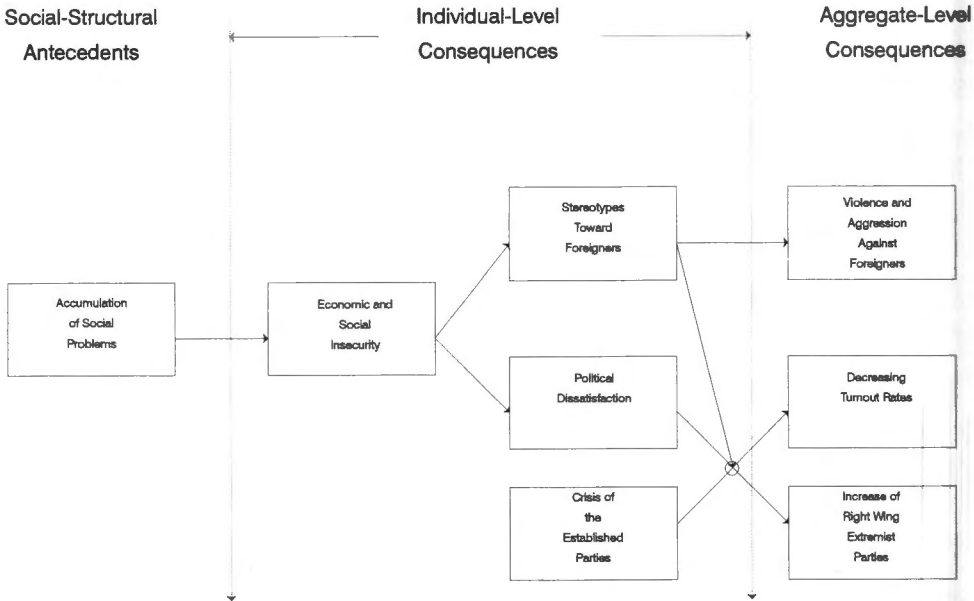 Social-Structural
Antecedents
Individual-Level
Consequences
Aggregate-Level
Consequences
Accumulation
of Social
Problems
Economic and
Social
Insecurity
Stereotypes
Toward
Foreigners
Political
Dissatisfaction
Crisis of
the
Established
Parties
Violence and
Aggression
Against
Foreigners
Decreasing
Turnout Rates
Increase of
Right Wing
Extremist
Parties